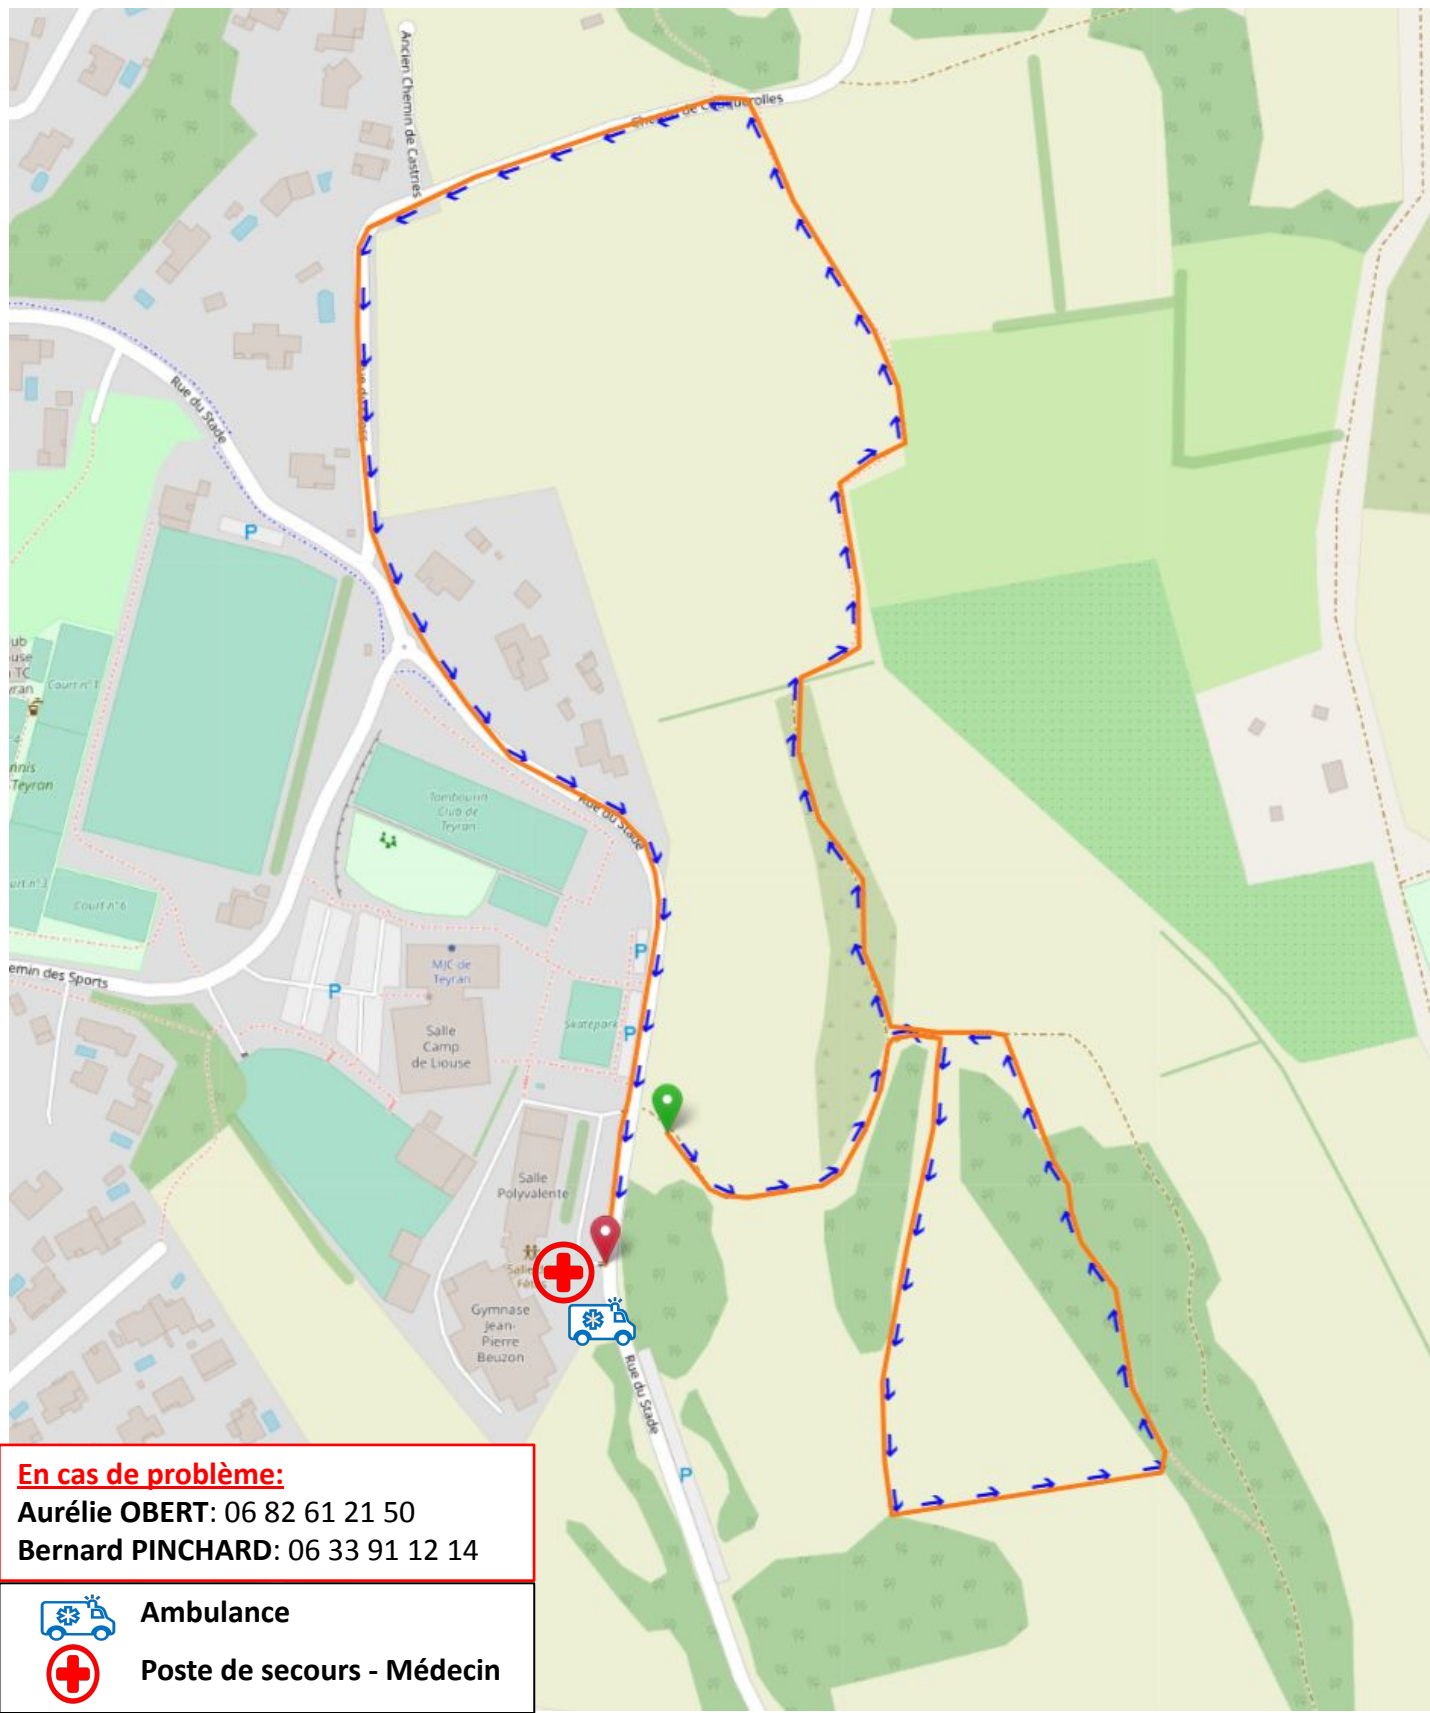 Ancien Chemin de Castries
Rue du Stade
P
Court n°1
Teyran
Tambourin
Club de
Teyran
Rue du Stade
Court n°6
P
MJC de
Teyran
P
Skatepark
P
Salle
Camp
de Liouse
Salle
Polyvalente
Gymnase
Jean-
Pierre
Beuzon
Rue du Stade
P
En cas de problème:
Aurélie OBERT: 06 82 61 21 50
Bernard PINCHARD: 06 33 91 12 14
Ambulance
Poste de secours - Médecin